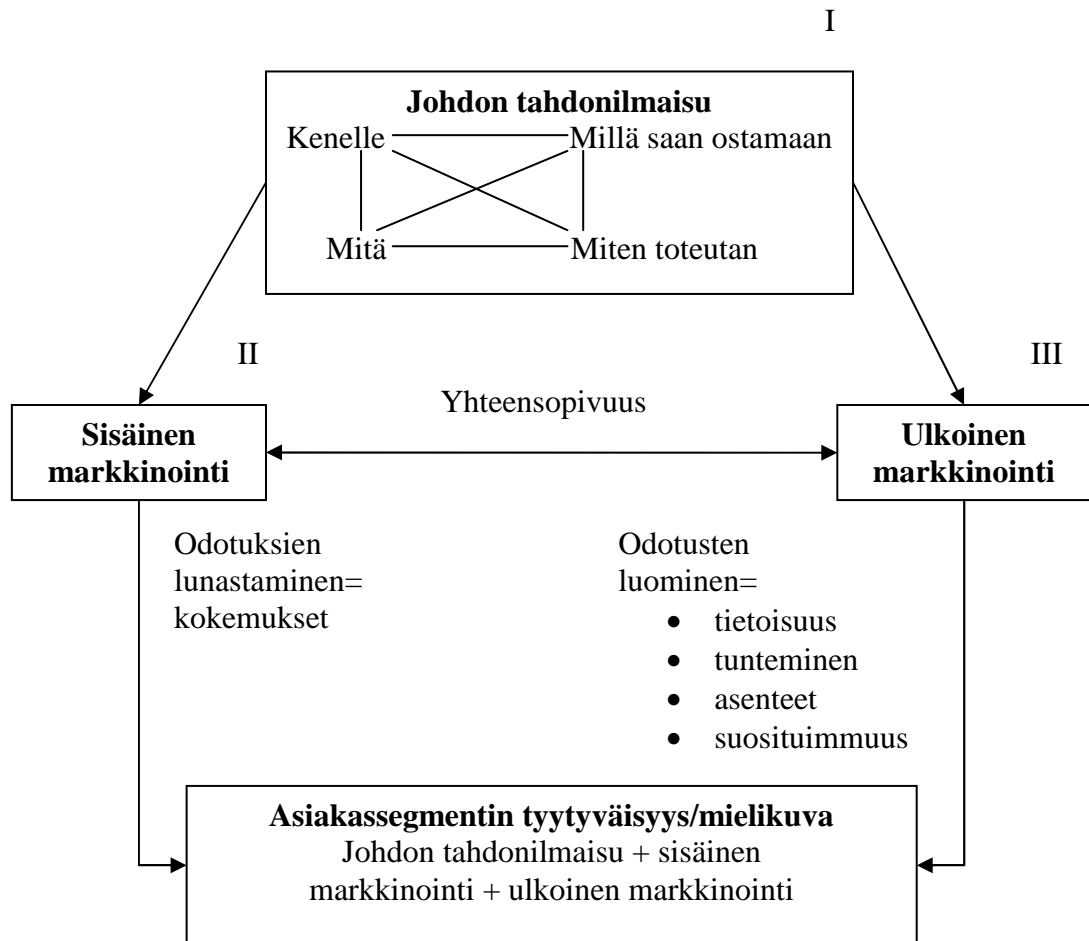 I
Johdon tahdonilmaisu
Kenelle Millä saan ostamaan
Mitä Miten toteutan
II
III
Yhteensopivuus
Sisäinen
markkinointi
Ulkoinen
markkinointi
Odotuksien
lunastaminen=
kokemukset
Odotusten
luominen=
• tietoisuus
• tunteminen
• asenteet
• suosituimmuus
Asiakassegmentin tyytyväisyys/mielikuva
Johdon tahdonilmaisu + sisäinen
markkinointi + ulkoinen markkinointi